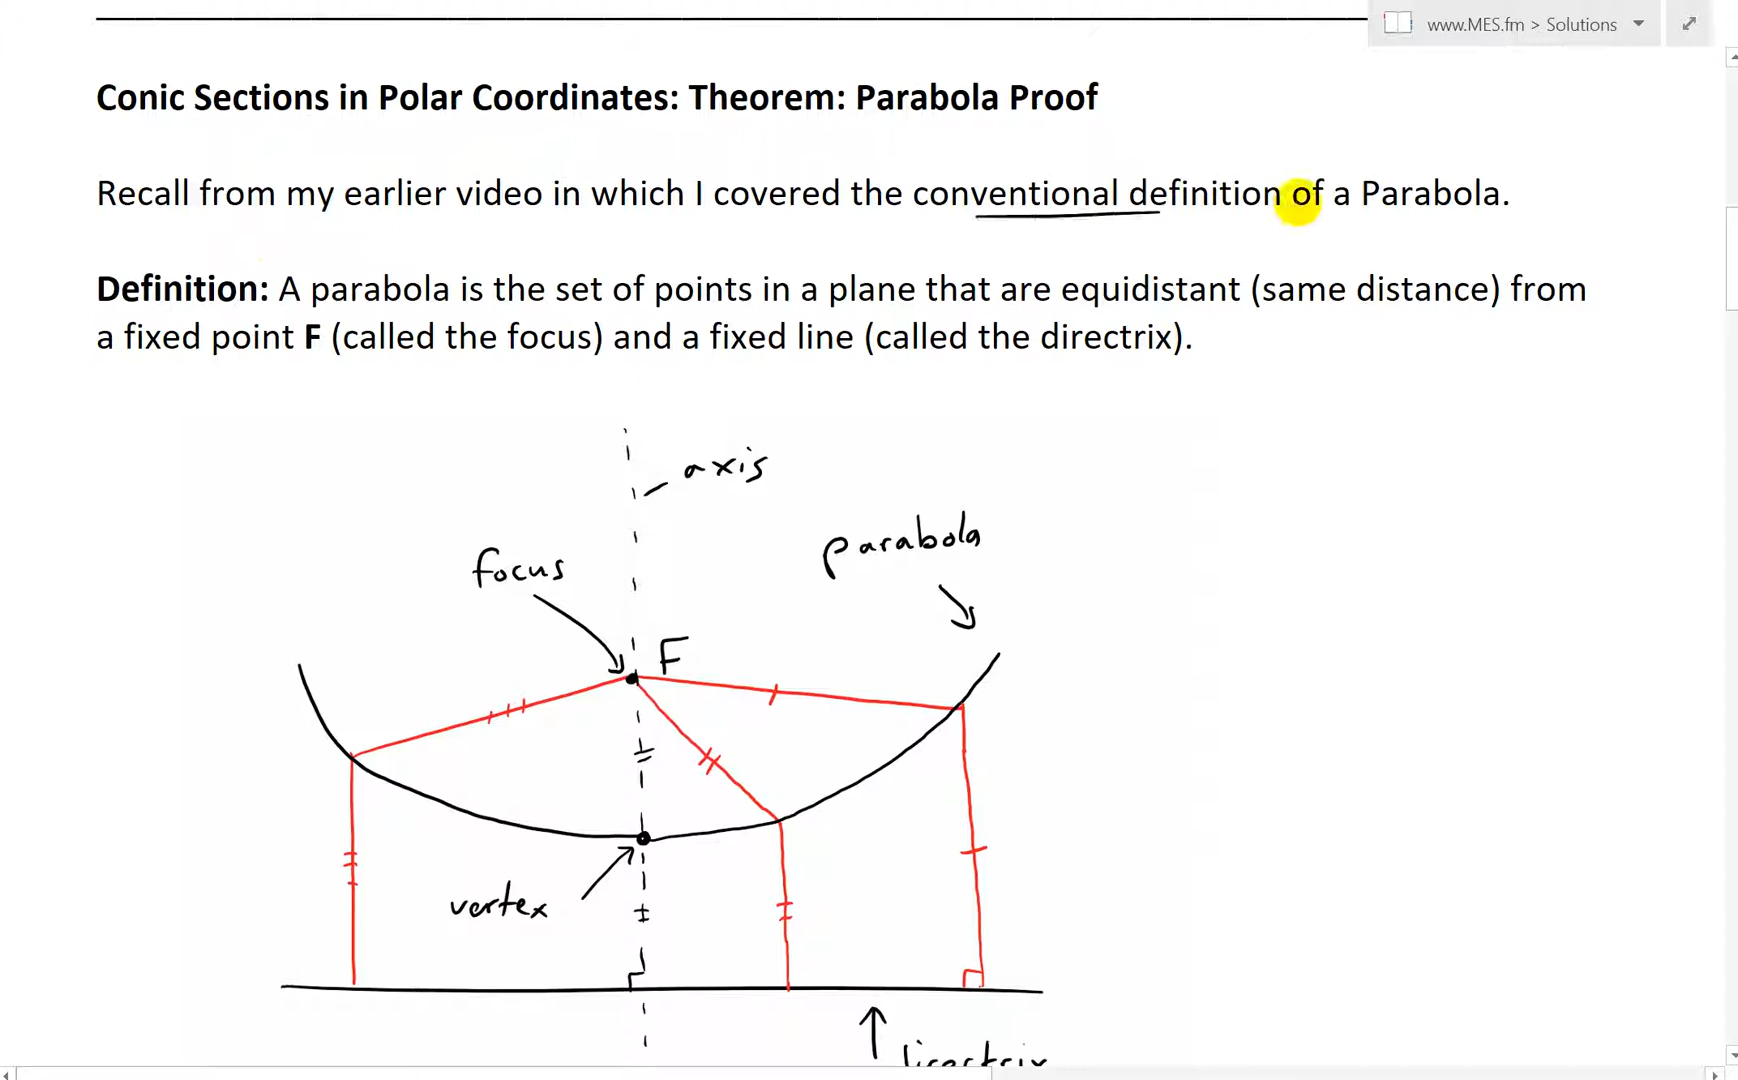 www.MES.fm > Solutions
Conic Sections in Polar Coordinates: Theorem: Parabola Proof
Recall from my earlier video in which I covered the conventional definition of a Parabola.
Definition: A parabola is the set of points in a plane that are equidistant (same distance) from
a fixed point F (called the focus) and a fixed line (called the directrix).
axis
parabola
focus
F
vertex